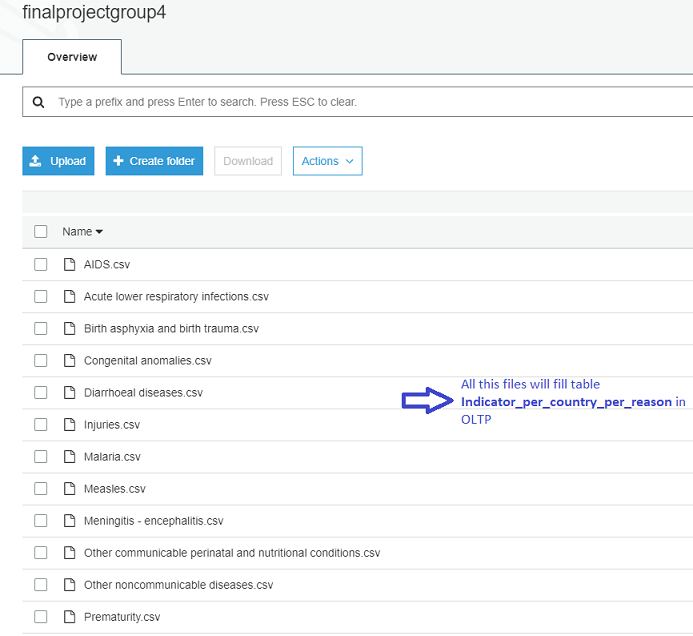 finalprojectgroup4
Overview
Type a prefix and press Enter to search. Press ESC to clear.
Upload
Create folder
Download
Actions
Name
AIDS.csv
Acute lower respiratory infections.csv
Birth asphyxia and birth trauma.csv
Congenital anomalies.csv
Diarrhoeal diseases.csv
All this files will fill table
Indicator_per_country_per_reason in
OLTP
Injuries.csv
Malaria.csv
Measles.csv
Meningitis - encephalitis.csv
Other communicable perinatal and nutritional conditions.csv
Other noncommunicable diseases.csv
Prematurity.csv